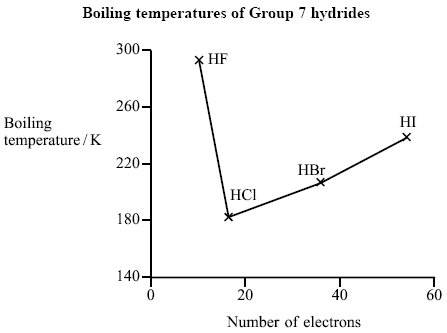 Boiling temperatures of Group 7 hydrides
300
HF
260
Boiling
temperature / K
HI
220
HBr
HCl
180
140
0
20
40
60
Number of electrons